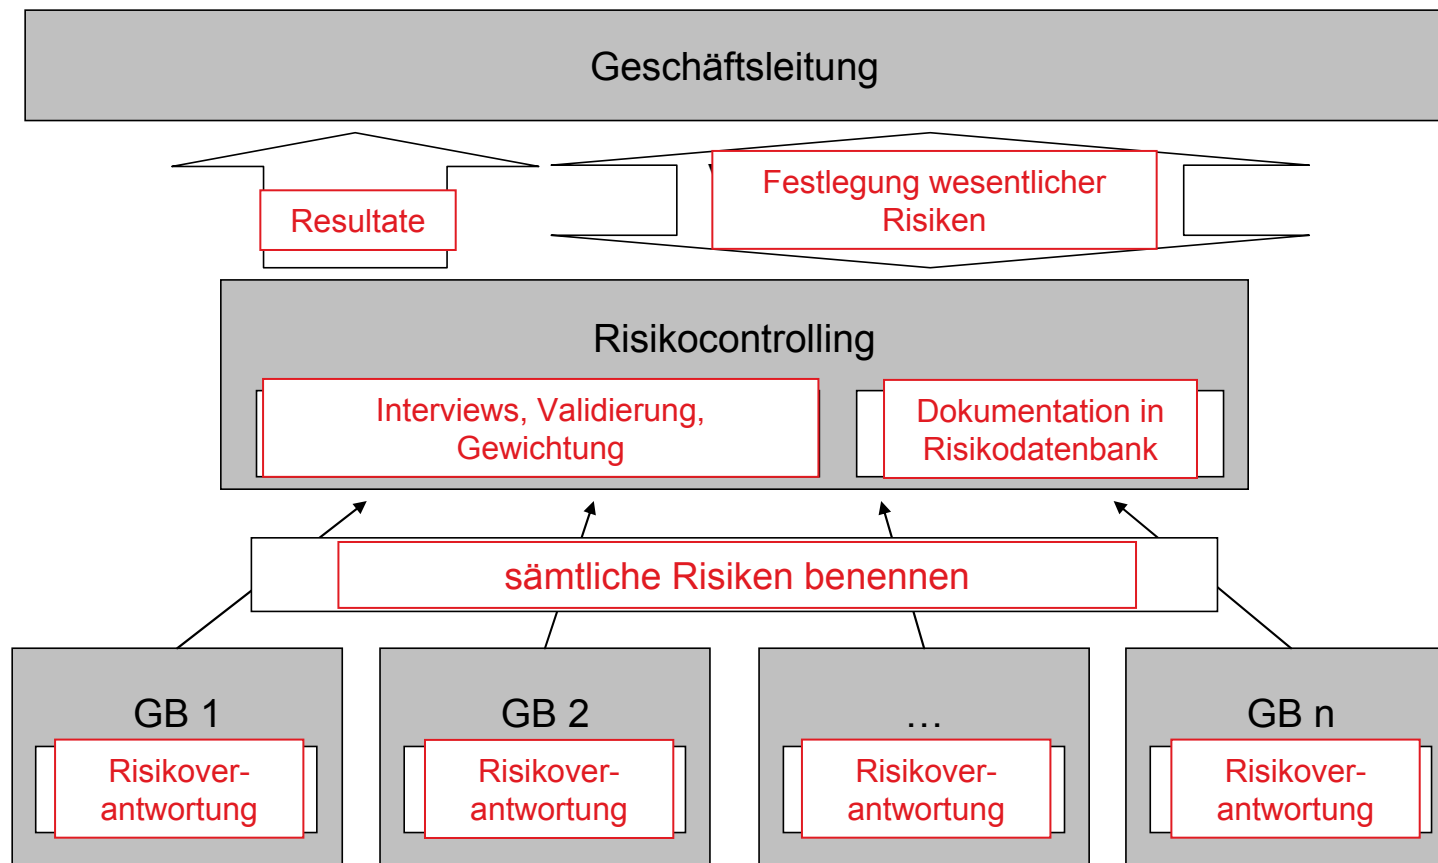 Geschäftsleitung
Resultate
Festlegung wesentlicher
Risiken
Risikocontrolling
Interviews, Validierung,
Gewichtung
Dokumentation in
Risikodatenbank
sämtliche Risiken benennen
GB 1
Risikover-
antwortung
GB 2
Risikover-
antwortung
…
Risikover-
antwortung
GB n
Risikover-
antwortung